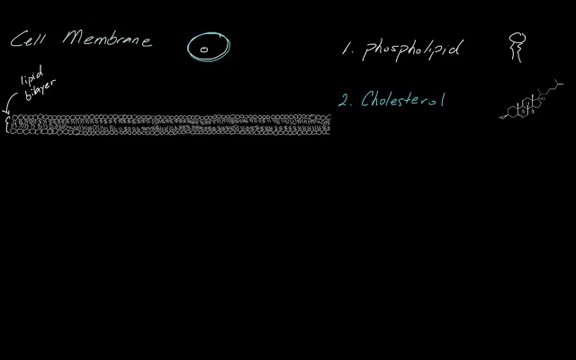 Cell Membrane
1. phospholipid
lipid
bilayer
2. Cholesterol